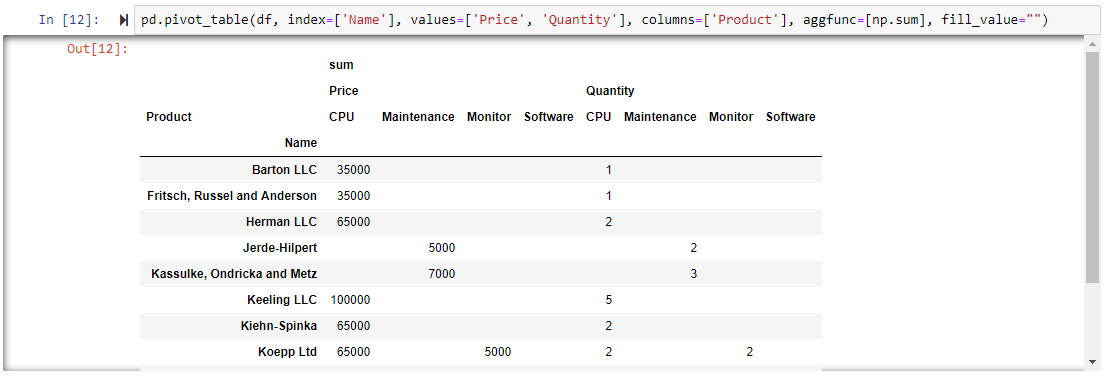 In [12]: pd.pivot_table(df, index=['Name'], values=['Price', 'Quantity'], columns=['Product'], aggfunc=[np.sum], fill_value="")
Out[12]:
sum
Price Quantity
Product CPU Maintenance Monitor Software CPU Maintenance Monitor Software
Name
Barton LLC 35000 1
Fritsch, Russel and Anderson 35000 1
Herman LLC 65000 2
Jerde-Hilpert 5000 2
Kassulke, Ondricka and Metz 7000 3
Keeling LLC 100000 5
Kiehn-Spinka 65000 2
Koepp Ltd 65000 5000 2 2